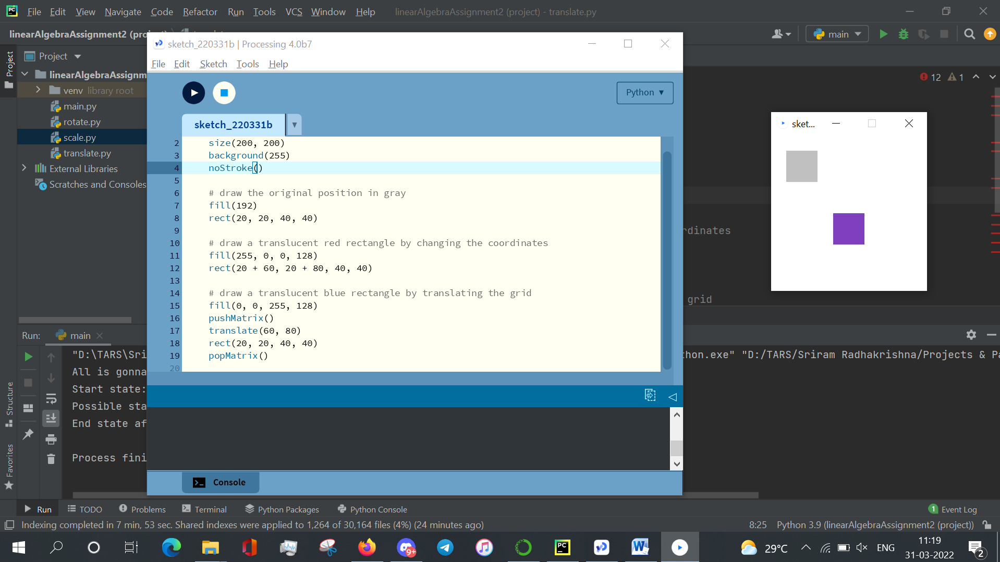 File Edit View Navigate Code Refactor Run Tools VCS Window Help linearAlgebraAssignment2 (project) - translate.py
linearAlgebraAssignment2 (pro
main
Project
Project
linearAlgebraAssignm
venv library root
main.py
rotate.py
scale.py
translate.py
External Libraries
Scratches and Consoles
sketch_220331b | Processing 4.0b7
File Edit Sketch Tools Help
Python ▼
sketch_220331b ▼
2 size(200, 200)
3 background(255)
4 noStroke()
5
6 # draw the original position in gray
7 fill(192)
8 rect(20, 20, 40, 40)
9
10 # draw a translucent red rectangle by changing the coordinates
11 fill(255, 0, 0, 128)
12 rect(20 + 60, 20 + 80, 40, 40)
13
14 # draw a translucent blue rectangle by translating the grid
15 fill(0, 0, 255, 128)
16 pushMatrix()
17 translate(60, 80)
18 rect(20, 20, 40, 40)
19 popMatrix()
20
Console
12 1
sket...
rdinates
grid
Run: main
"D:\TARS\Sri
thon.exe" "D:/TARS/Sriram Radhakrishna/Projects & Pa
All is gonna
Start state:
Possible sta
End state af
Process fini
Structure
Favorites
Run TODO Problems Terminal Python Packages Python Console 1 Event Log
Indexing completed in 7 min, 53 sec. Shared indexes were applied to 1,264 of 30,164 files (4%) (24 minutes ago) 8:25 Python 3.9 (linearAlgebraAssignment2 (project))
9+
PC
29°C ENG
11:19
31-03-2022
2